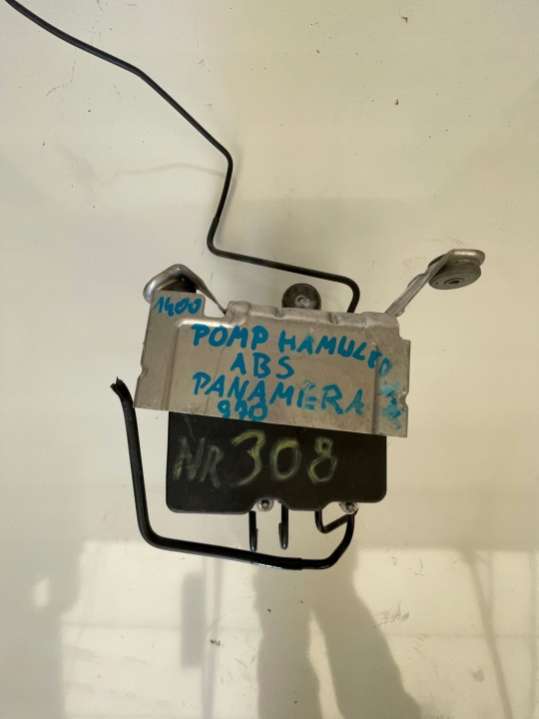 1400
POMP HAMULCO
ABS
PANAMERA
970
NR 308